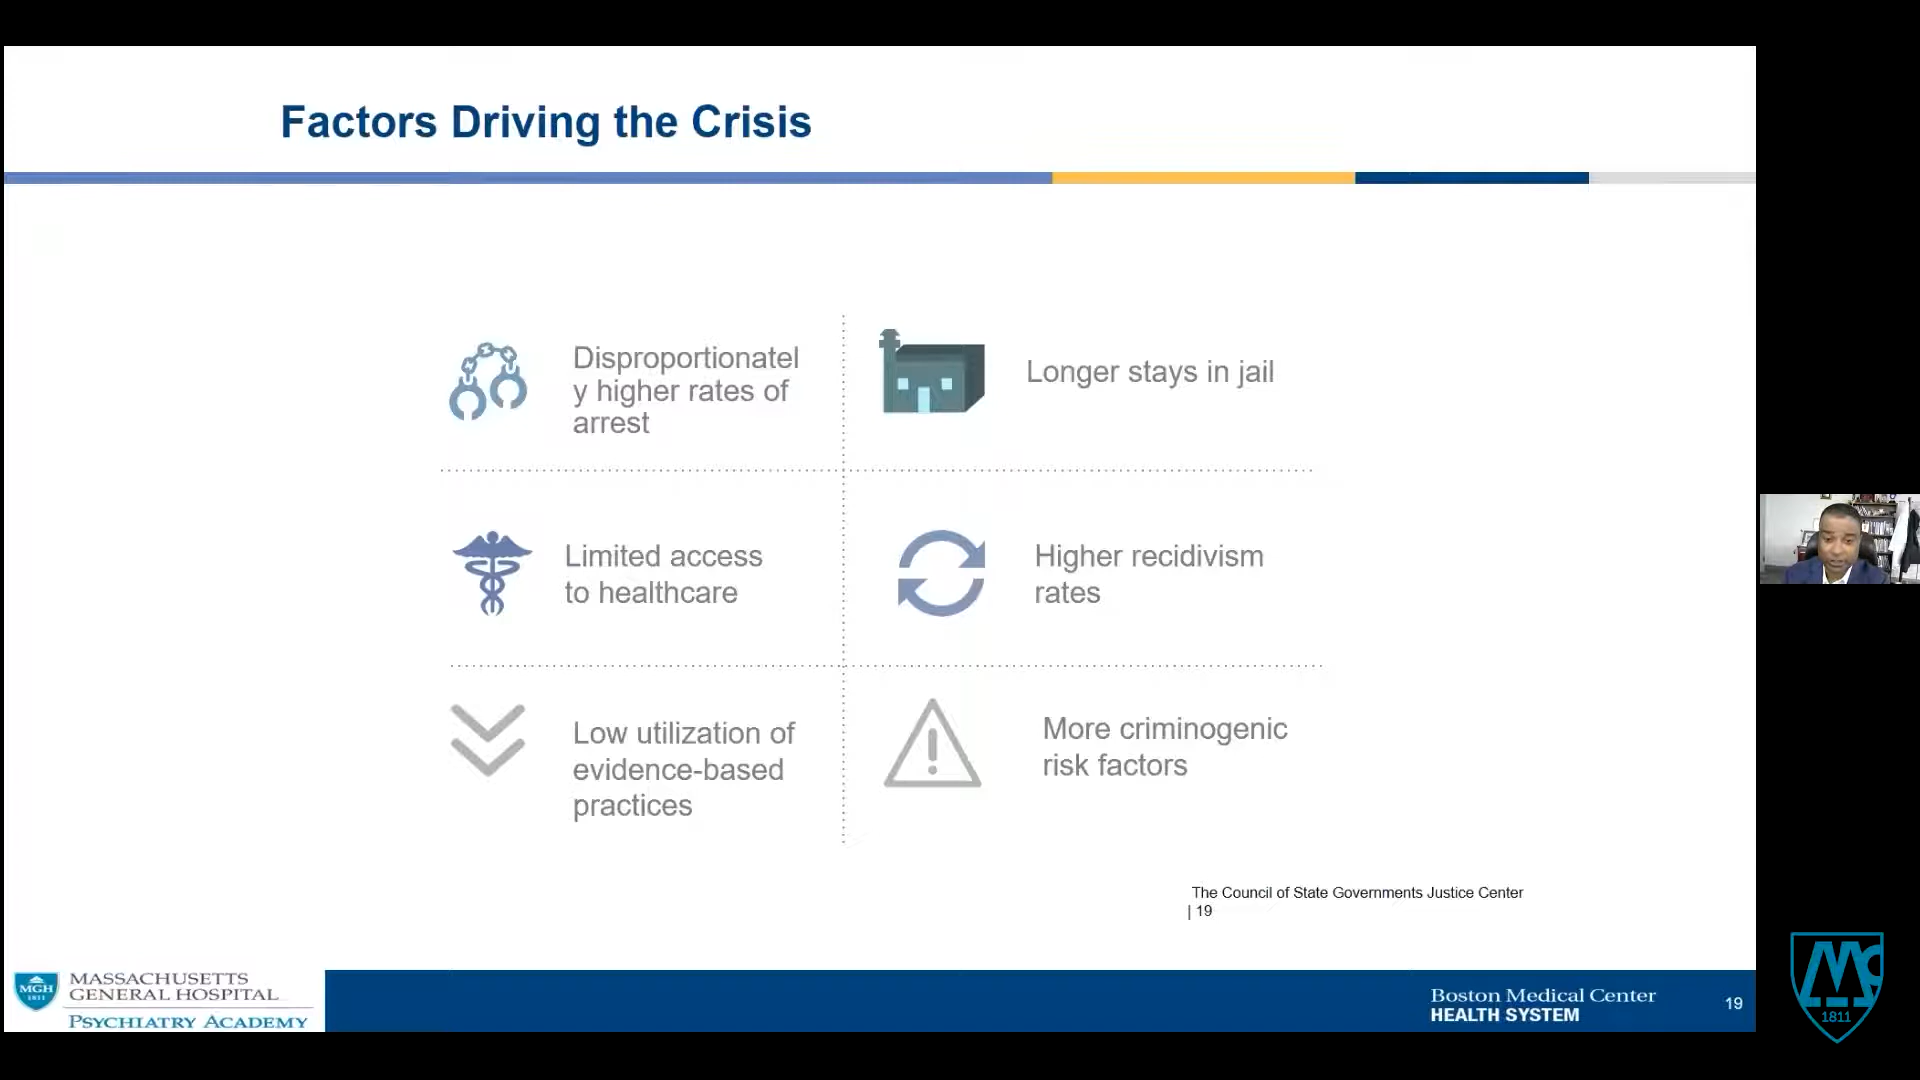 Factors Driving the Crisis
Disproportionatel
y higher rates of
arrest
Longer stays in jail
Limited access
to healthcare
Higher recidivism
rates
Low utilization of
evidence-based
practices
More criminogenic
risk factors
The Council of State Governments Justice Center
| 19
MGH
1811
MASSACHUSETTS
GENERAL HOSPITAL
PSYCHIATRY ACADEMY
Boston Medical Center
HEALTH SYSTEM
19
1811